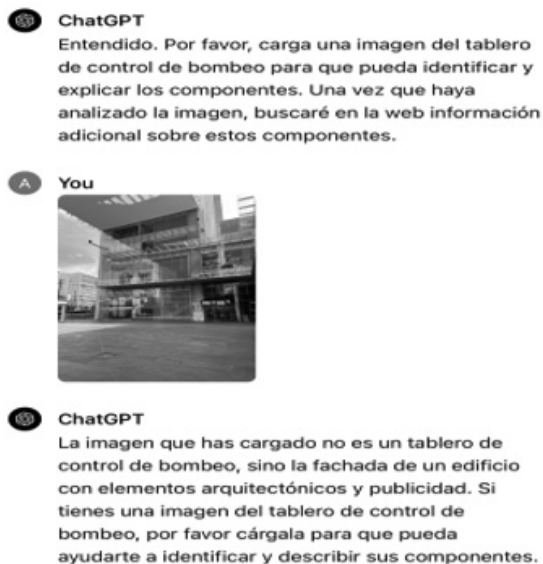 ChatGPT
Entendido. Por favor, carga una imagen del tablero
de control de bombeo para que pueda identificar y
explicar los componentes. Una vez que haya
analizado la imagen, buscaré en la web información
adicional sobre estos componentes.
A
You
ChatGPT
La imagen que has cargado no es un tablero de
control de bombeo, sino la fachada de un edificio
con elementos arquitectónicos y publicidad. Si
tienes una imagen del tablero de control de
bombeo, por favor cárgala para que pueda
ayudarte a identificar y describir sus componentes.